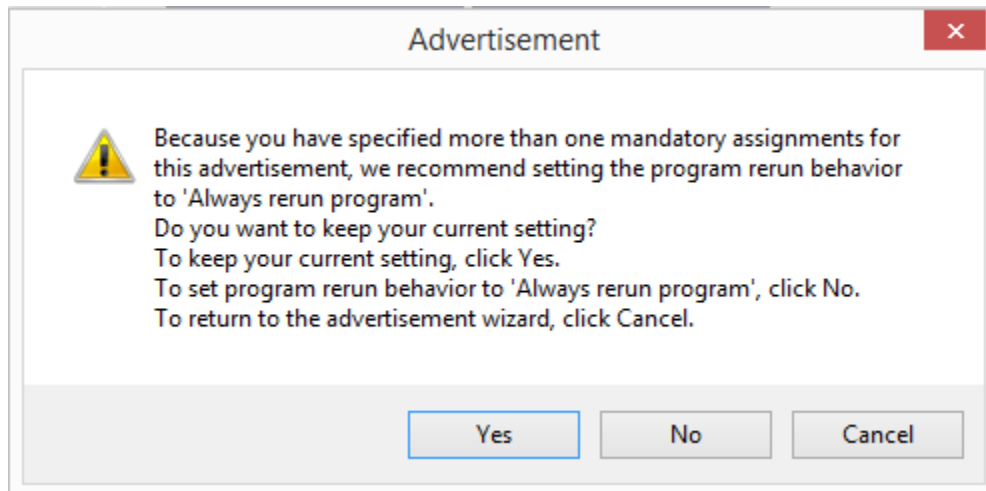 Advertisement
Because you have specified more than one mandatory assignments for
this advertisement, we recommend setting the program rerun behavior
to 'Always rerun program'.
Do you want to keep your current setting?
To keep your current setting, click Yes.
To set program rerun behavior to 'Always rerun program', click No.
To return to the advertisement wizard, click Cancel.
Yes No Cancel